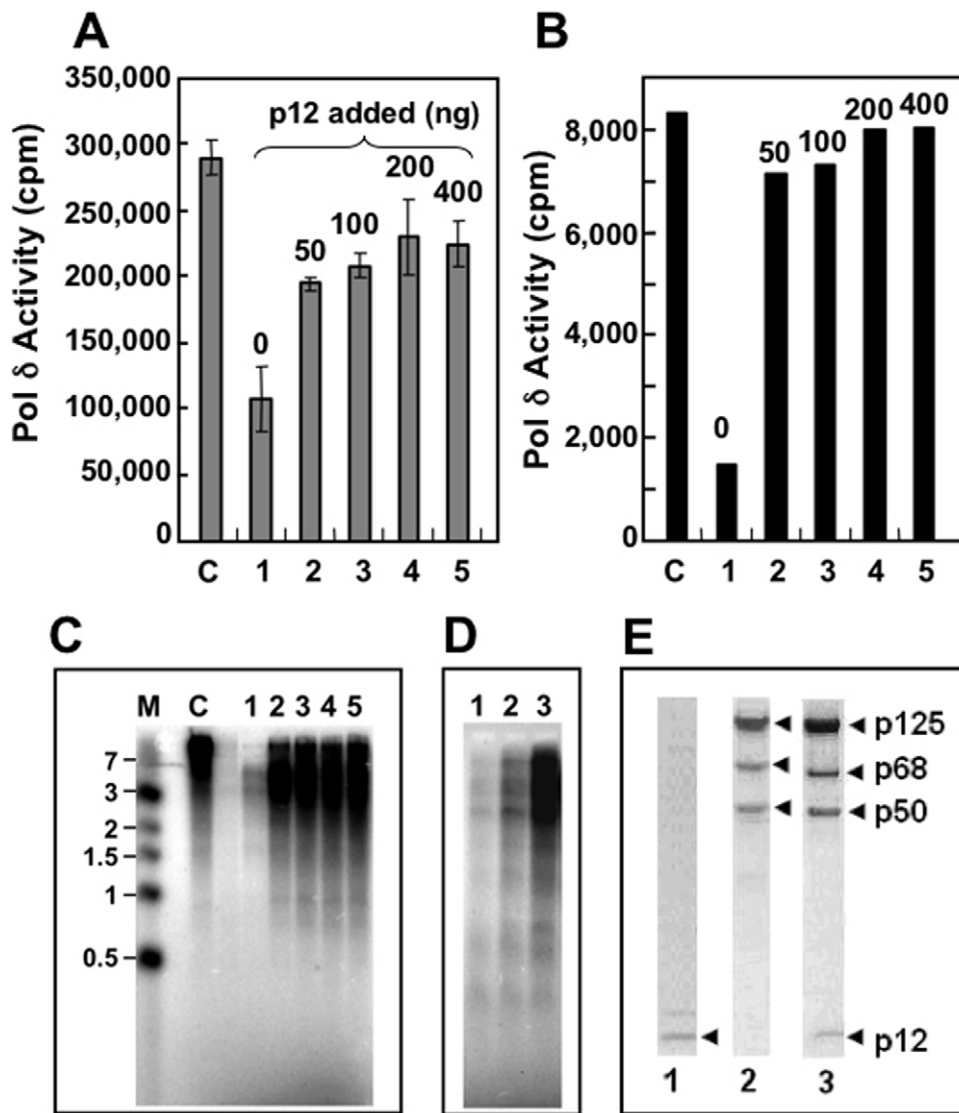 A
Pol δ Activity (cpm)
350,000
300,000
250,000
200,000
150,000
100,000
50,000
0
p12 added (ng)
0
50
100
200
400
C 1 2 3 4 5
B
Pol δ Activity (cpm)
8,000
6,000
4,000
2,000
0
0
50
100
200
400
C 1 2 3 4 5
C
M C 1 2 3 4 5
7
3
2
1.5
1
0.5
D
1 2 3
E
p125
p68
p50
p12
1 2 3